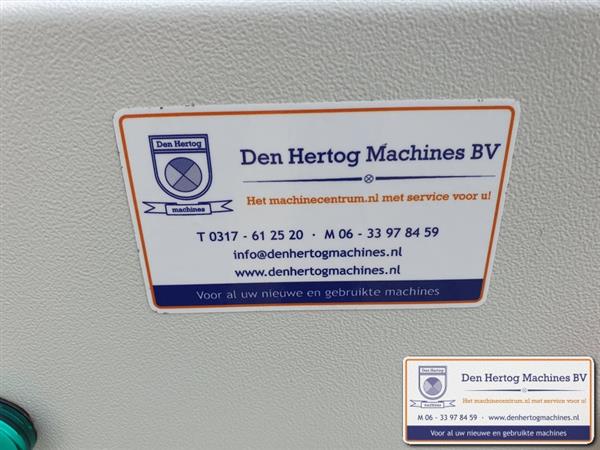 Den Hertog
machines
Den Hertog Machines BV
Het machinecentrum.nl met service voor u!
T 0317 - 61 25 20 · M 06 - 33 97 84 59
info@denhertogmachines.nl
www.denhertogmachines.nl
Voor al uw nieuwe en gebruikte machines
Den Hertog
machines
Den Hertog Machines BV
Het machinecentrum.nl met service voor u!
M 06 - 33 97 84 59 · www.denhertogmachines.nl
Voor al uw nieuwe en gebruikte machines